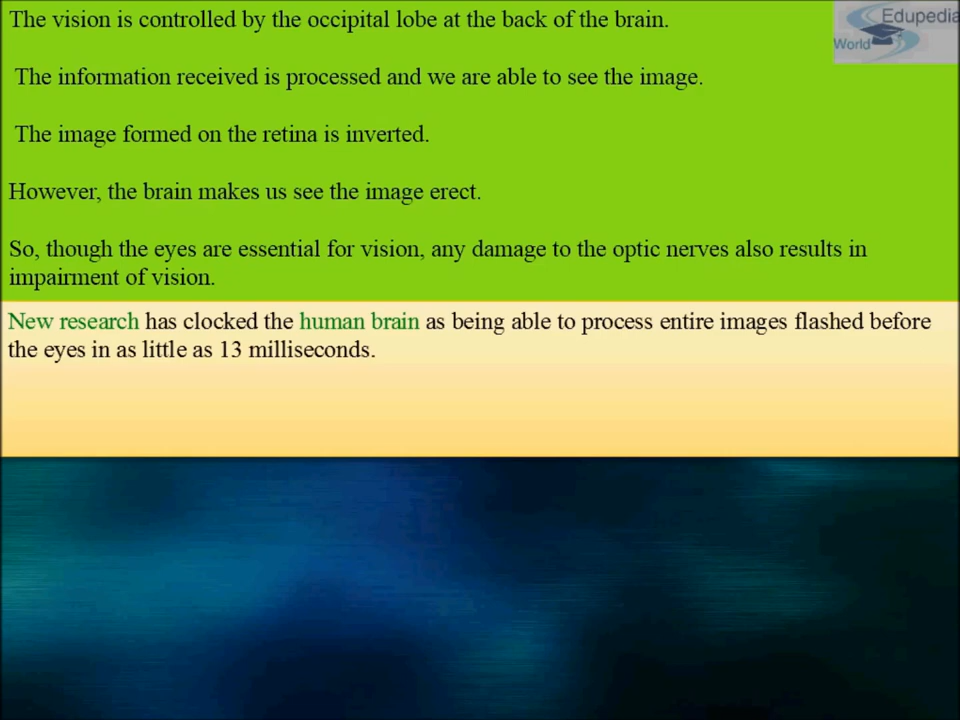 The vision is controlled by the occipital lobe at the back of the brain.
Edupedia
World
The information received is processed and we are able to see the image.
The image formed on the retina is inverted.
However, the brain makes us see the image erect.
So, though the eyes are essential for vision, any damage to the optic nerves also results in
impairment of vision.
New research has clocked the human brain as being able to process entire images flashed before
the eyes in as little as 13 milliseconds.